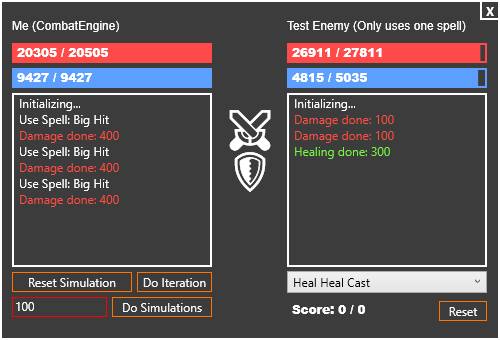 X
Me (CombatEngine)
20305 / 20505
9427 / 9427
Initializing...
Use Spell: Big Hit
Damage done: 400
Use Spell: Big Hit
Damage done: 400
Use Spell: Big Hit
Damage done: 400
Reset Simulation
Do Iteration
100
Do Simulations
Test Enemy (Only uses one spell)
26911 / 27811
4815 / 5035
Initializing...
Damage done: 100
Damage done: 100
Healing done: 300
Heal Heal Cast
Score: 0 / 0
Reset